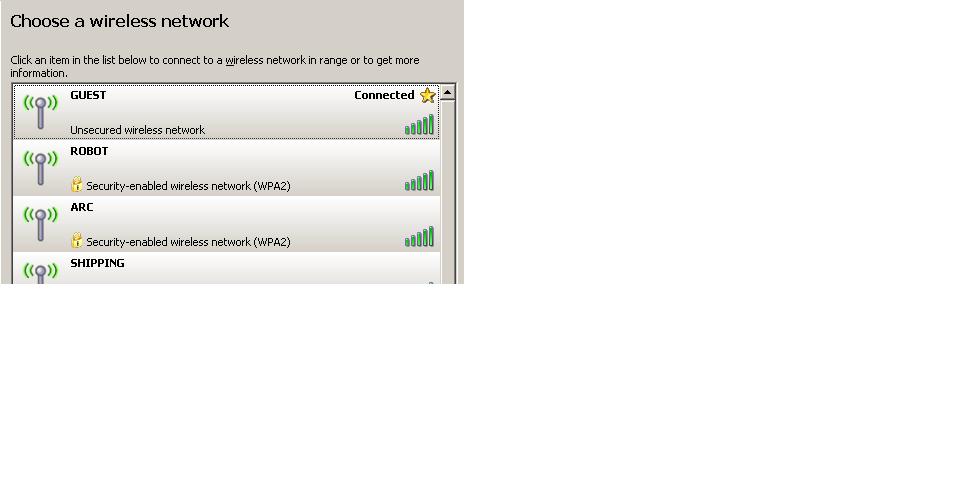 Choose a wireless network
Click an item in the list below to connect to a wireless network in range or to get more
information.
GUEST Connected
Unsecured wireless network
ROBOT
Security-enabled wireless network (WPA2)
ARC
Security-enabled wireless network (WPA2)
SHIPPING